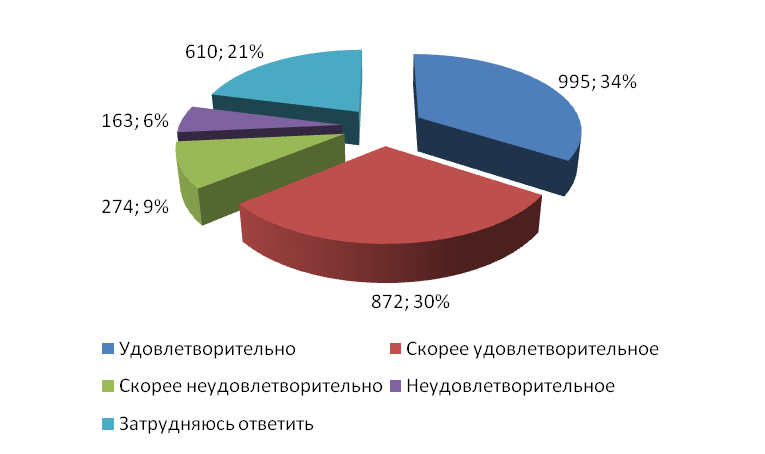 610; 21%
995; 34%
163; 6%
274; 9%
872; 30%
Удовлетворительно
Скорее удовлетворительное
Скорее неудовлетворительно
Неудовлетворительное
Затрудняюсь ответить